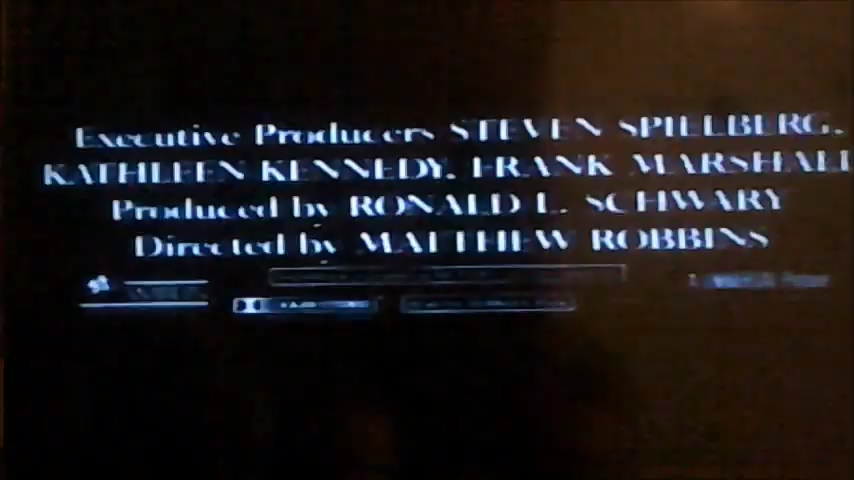 Executive Producers STEVEN SPIELBERG,
KATHLEEN KENNEDY, FRANK MARSHALL
Produced by RONALD L. SCHWARY
Directed by MATTHEW ROBBINS